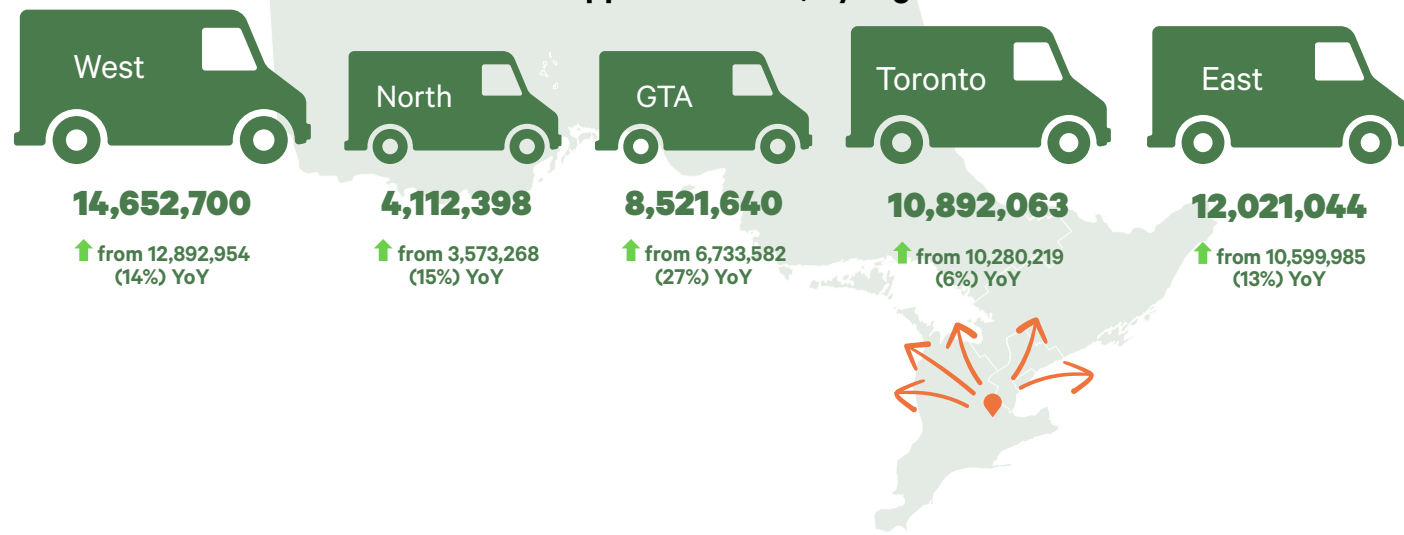 West
North
GTA
Toronto
East
14,652,700
4,112,398
8,521,640
10,892,063
12,021,044
from 12,892,954
(14%) YoY
from 3,573,268
(15%) YoY
from 6,733,582
(27%) YoY
from 10,280,219
(6%) YoY
from 10,599,985
(13%) YoY